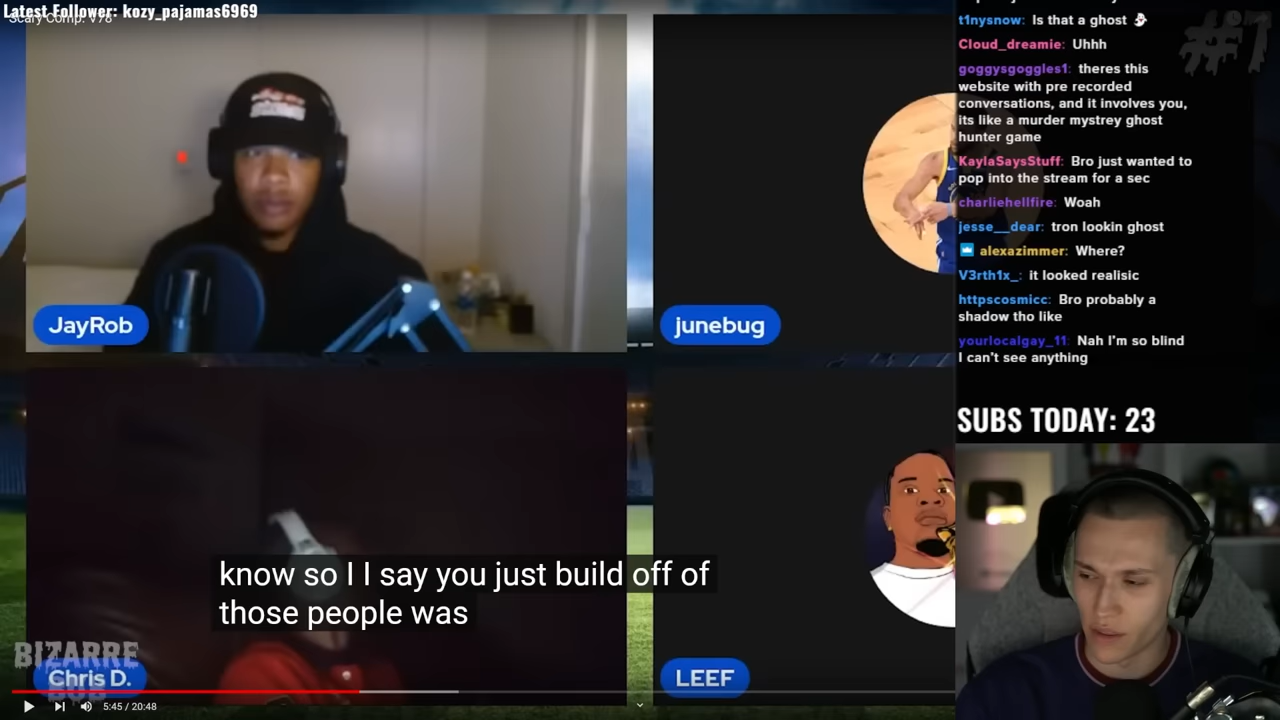 Latest Follower: kozy_pajamas6969
Scary Comp. V78
JayRob
junebug
know so I I say you just build off of
those people was
BIZARRE
BUB
Chris D.
LEEF
5:45 / 20:48
t1nysnow: Is that a ghost
Cloud_dreamie: Uhhh
goggysgoggles1: theres this
website with pre recorded
conversations, and it involves you,
its like a murder mystrey ghost
hunter game
KaylaSaysStuff: Bro just wanted to
pop into the stream for a sec
charliehellfire: Woah
jesse__dear: tron lookin ghost
alexazimmer: Where?
V3rth1x_: it looked realisic
httpscosmicc: Bro probably a
shadow tho like
yourlocalgay_11: Nah I'm so blind
I can't see anything
#7
SUBS TODAY: 23